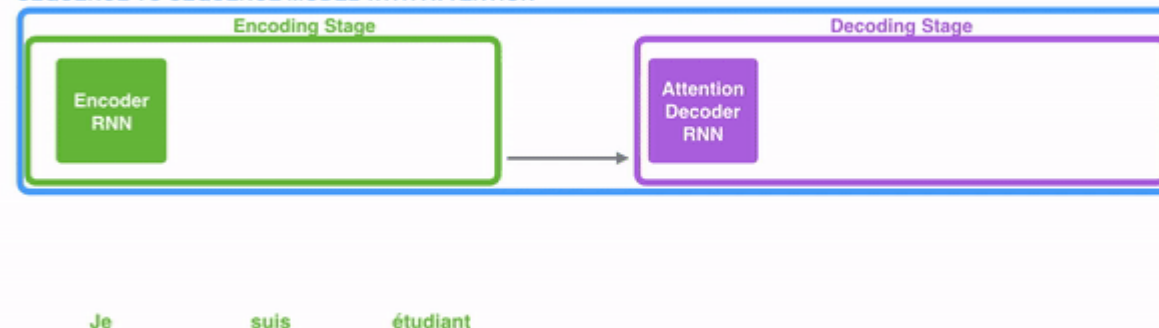 Encoding Stage
Decoding Stage
Encoder
RNN
Attention
Decoder
RNN
Je suis étudiant